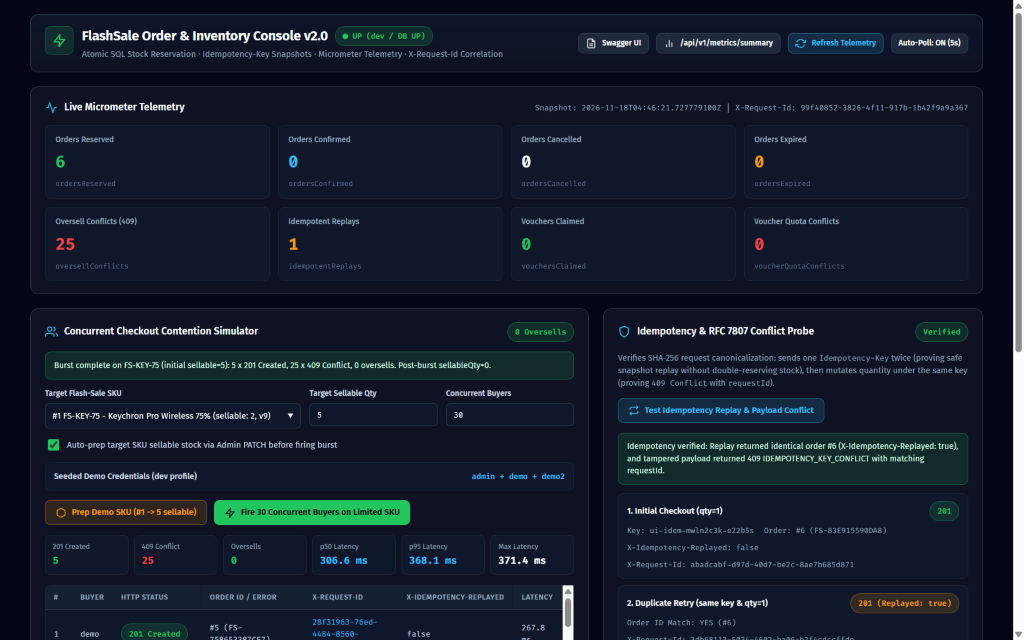 FlashSale Order & Inventory Console v2.0
UP (dev / DB UP)
Atomic SQL Stock Reservation · Idempotency-Key Snapshots · Micrometer Telemetry · X-Request-Id Correlation
Swagger UI
/api/v1/metrics/summary
Refresh Telemetry
Auto-Poll: ON (5s)
Live Micrometer Telemetry
Snapshot: 2026-11-18T04:46:21.727779100Z | X-Request-Id: 99f40852-3826-4f11-917b-1b42f9a9a367
Orders Reserved
6
ordersReserved
Orders Confirmed
0
ordersConfirmed
Orders Cancelled
0
ordersCancelled
Orders Expired
0
ordersExpired
Oversell Conflicts (409)
25
oversellConflicts
Idempotent Replays
1
idempotentReplays
Vouchers Claimed
0
vouchersClaimed
Voucher Quota Conflicts
0
voucherQuotaConflicts
Concurrent Checkout Contention Simulator
0 Oversells
Burst complete on FS-KEY-75 (initial sellable=5): 5 x 201 Created, 25 x 409 Conflict, 0 oversells. Post-burst sellableQty=0.
Target Flash-Sale SKU
Target Sellable Qty
Concurrent Buyers
#1 FS-KEY-75 - Keychron Pro Wireless 75% (sellable: 2, v9)
5
30
Auto-prep target SKU sellable stock via Admin PATCH before firing burst
Seeded Demo Credentials (dev profile)
admin + demo + demo2
Prep Demo SKU (#1 -> 5 sellable)
Fire 30 Concurrent Buyers on Limited SKU
201 Created
5
409 Conflict
25
Oversells
0
p50 Latency
306.6 ms
p95 Latency
368.1 ms
Max Latency
371.4 ms
# BUYER HTTP STATUS ORDER ID / ERROR X-REQUEST-ID X-IDEMPOTENCY-REPLAYED LATENCY
28f31963-76ed-
#5 (FS- 267.8
1 demo 201 Created 4484-8560- false
Idempotency & RFC 7807 Conflict Probe
Verified
Verifies SHA-256 request canonicalization: sends one Idempotency-Key twice (proving safe
snapshot replay without double-reserving stock), then mutates quantity under the same key
(proving 409 Conflict with requestId).
Test Idempotency Replay & Payload Conflict
Idempotency verified: Replay returned identical order #6 (X-Idempotency-Replayed: true),
and tampered payload returned 409 IDEMPOTENCY_KEY_CONFLICT with matching
requestId.
1. Initial Checkout (qty=1)
201
Key: ui-idem-mwln2c3k-e22b5s Order: #6 (FS-83E915590DA8)
X-Idempotency-Replayed: false
X-Request-Id: abadcabf-d97d-40d7-be2c-8ae7b685d871
2. Duplicate Retry (same key & qty=1)
201 (Replayed: true)
Order ID Match: YES (#6)